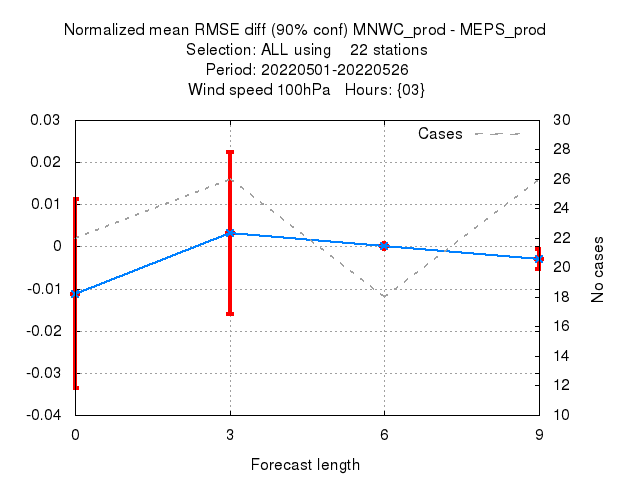 Normalized mean RMSE diff (90% conf) MNWC_prod - MEPS_prod
Selection: ALL using    22 stations
Period: 20220501-20220526
Wind speed 100hPa   Hours: {03}
Cases
0.03
0.02
0.01
0
-0.01
-0.02
-0.03
-0.04
30
28
26
24
22
20
18
16
14
12
10
No cases
0 3 6 9
Forecast length